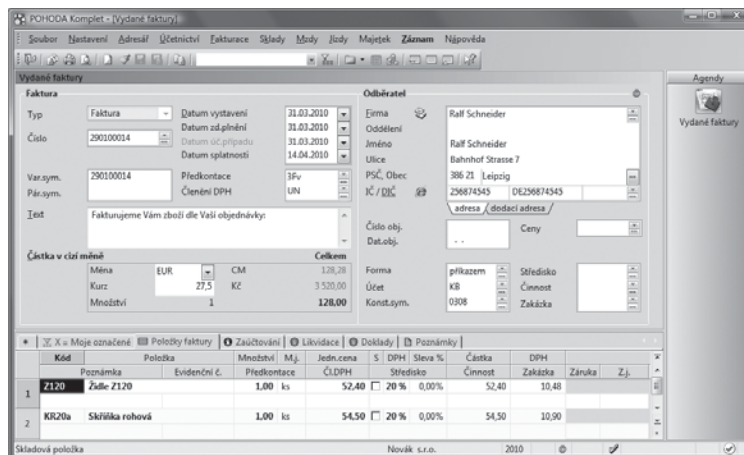 POHODA Komplet - [Vydané faktury]
Soubor Nastavení Adresář Účetnictví Fakturace Sklady Mzdy Jízdy Majetek Záznam Nápověda
Vydané faktury
Agendy
Vydané faktury
Faktura
Typ Faktura
Číslo 290100014
Datum vystavení 31.03.2010
Datum zd.plnění 31.03.2010
Datum úč.případu 31.03.2010
Datum splatnosti 14.04.2010
Var.sym. 290100014
Pár.sym.
Předkontace 3Fv
Členění DPH UN
Text Fakturujeme Vám zboží dle Vaší objednávky:
Částka v cizí měně Celkem
Měna EUR CM 128,28
Kurz 27,5 Kč 3 520,00
Množství 1 128,00
Odběratel
Firma Ralf Schneider
Oddělení
Jméno Ralf Schneider
Ulice Bahnhof Strasse 7
PSČ, Obec 386 21 Leipzig
IČ / DIČ 256874545 DE256874545
adresa dodací adresa
Číslo obj. Ceny
Dat.obj. . .
Forma příkazem Středisko
Účet KB Činnost
Konst.sym. 0308 Zakázka
* X = Moje označené Položky faktury Zaúčtování Likvidace Doklady Poznámky
Kód Položka Množství M.j. Jedn.cena S DPH Sleva % Částka DPH
Poznámka Evidenční č. Předkontace Čl.DPH Středisko Činnost Zakázka Záruka Z.j.
1 Z120 Židle Z120 1,00 ks 52,40 20 % 0,00% 52,40 10,48
2 KR20a Skříňka rohová 1,00 ks 54,50 20 % 0,00% 54,50 10,90
Skladová položka Novák s.r.o. 2010